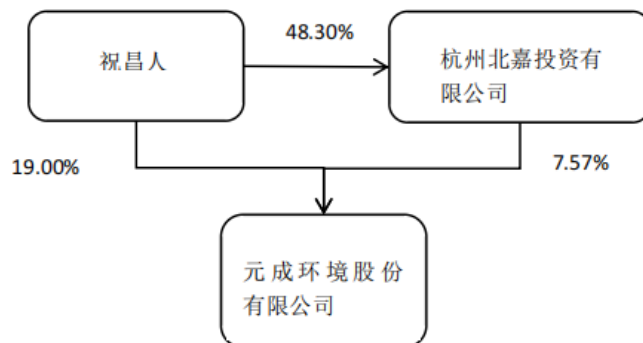 48.30%
祝昌人
杭州北嘉投资有
限公司
19.00%
7.57%
元成环境股份
有限公司